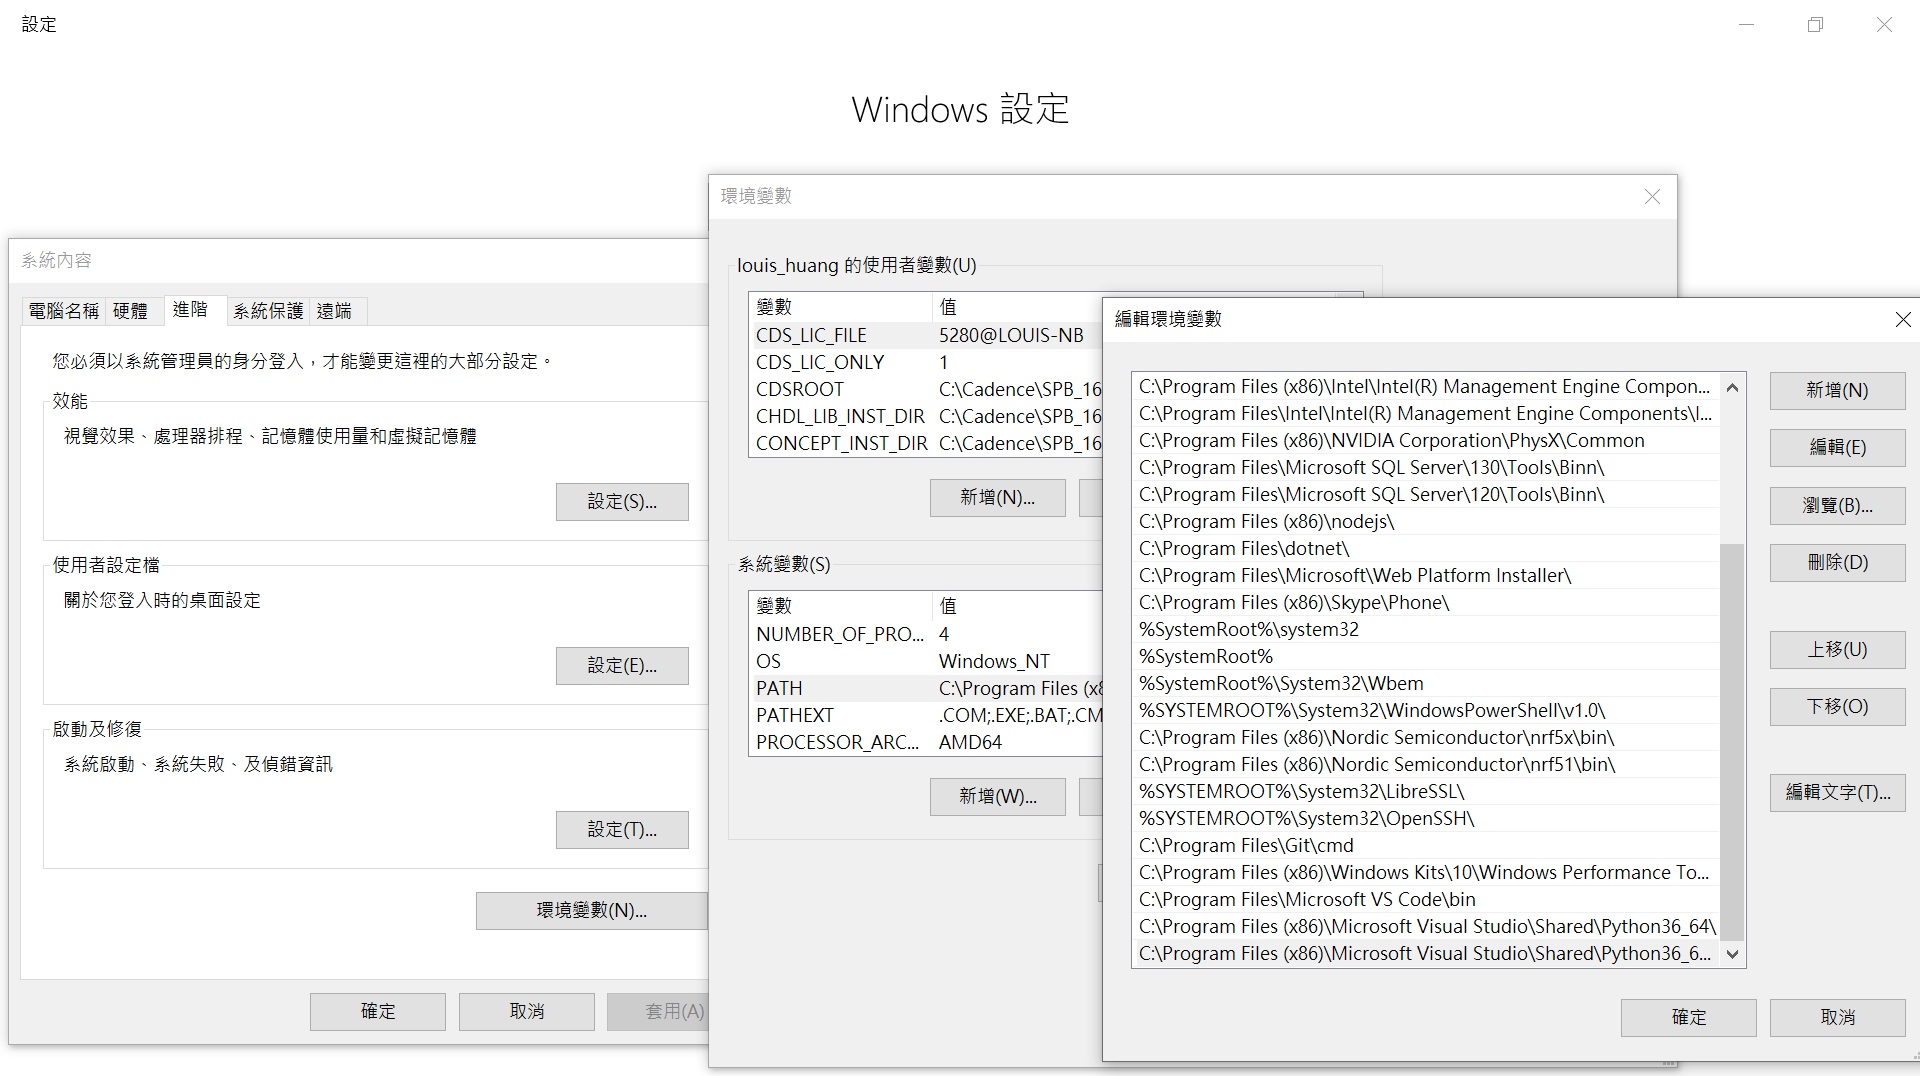 設定
Windows 設定
系統內容
電腦名稱 硬體 進階 系統保護 遠端
您必須以系統管理員的身分登入，才能變更這裡的大部分設定。
效能
視覺效果、處理器排程、記憶體使用量和虛擬記憶體
設定(S)...
使用者設定檔
關於您登入時的桌面設定
設定(E)...
啟動及修復
系統啟動、系統失敗、及偵錯資訊
設定(T)...
環境變數(N)...
確定 取消 套用(A)
環境變數
louis_huang 的使用者變數(U)
變數 值
CDS_LIC_FILE 5280@LOUIS-NB
CDS_LIC_ONLY 1
CDSROOT C:\Cadence\SPB_16
CHDL_LIB_INST_DIR C:\Cadence\SPB_16
CONCEPT_INST_DIR C:\Cadence\SPB_16
新增(N)...
系統變數(S)
變數 值
NUMBER_OF_PRO... 4
OS Windows_NT
PATH C:\Program Files (x8
PATHEXT .COM;.EXE;.BAT;.CM
PROCESSOR_ARC... AMD64
新增(W)...
編輯環境變數
C:\Program Files (x86)\Intel\Intel(R) Management Engine Compon...
C:\Program Files\Intel\Intel(R) Management Engine Components\I...
C:\Program Files (x86)\NVIDIA Corporation\PhysX\Common
C:\Program Files\Microsoft SQL Server\130\Tools\Binn\
C:\Program Files\Microsoft SQL Server\120\Tools\Binn\
C:\Program Files (x86)\nodejs\
C:\Program Files\dotnet\
C:\Program Files\Microsoft\Web Platform Installer\
C:\Program Files (x86)\Skype\Phone\
%SystemRoot%\system32
%SystemRoot%
%SystemRoot%\System32\Wbem
%SYSTEMROOT%\System32\WindowsPowerShell\v1.0\
C:\Program Files (x86)\Nordic Semiconductor\nrf5x\bin\
C:\Program Files (x86)\Nordic Semiconductor\nrf51\bin\
%SYSTEMROOT%\System32\LibreSSL\
%SYSTEMROOT%\System32\OpenSSH\
C:\Program Files\Git\cmd
C:\Program Files (x86)\Windows Kits\10\Windows Performance To...
C:\Program Files\Microsoft VS Code\bin
C:\Program Files (x86)\Microsoft Visual Studio\Shared\Python36_64\
C:\Program Files (x86)\Microsoft Visual Studio\Shared\Python36_6...
新增(N)
編輯(E)
瀏覽(B)...
刪除(D)
上移(U)
下移(O)
編輯文字(T)...
確定 取消